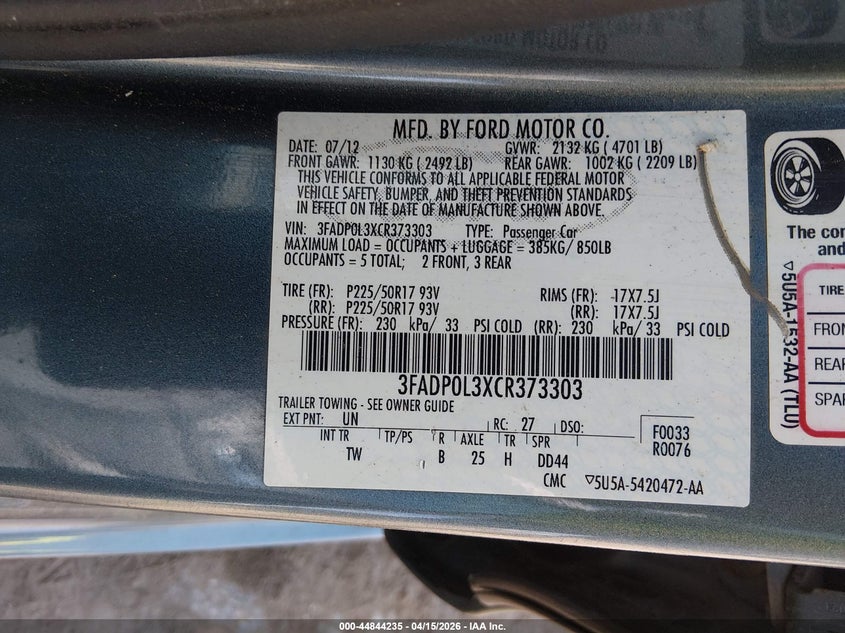 MFD. BY FORD MOTOR CO.
DATE: 07/12 GVWR: 2132 KG ( 4701 LB)
FRONT GAWR: 1130 KG ( 2492 LB) REAR GAWR: 1002 KG ( 2209 LB)
THIS VEHICLE CONFORMS TO ALL APPLICABLE FEDERAL MOTOR
VEHICLE SAFETY, BUMPER, AND THEFT PREVENTION STANDARDS
IN EFFECT ON THE DATE OF MANUFACTURE SHOWN ABOVE.
VIN: 3FADP0L3XCR373303 TYPE: Passenger Car
MAXIMUM LOAD = OCCUPANTS + LUGGAGE = 385KG/ 850LB
OCCUPANTS = 5 TOTAL; 2 FRONT, 3 REAR
TIRE (FR): P225/50R17 93V RIMS (FR): 17X7.5J
(RR): P225/50R17 93V (RR): 17X7.5J
PRESSURE (FR): 230 kPa/ 33 PSI COLD (RR): 230 kPa/ 33 PSI COLD
3FADP0L3XCR373303
TRAILER TOWING - SEE OWNER GUIDE
EXT PNT: UN RC: 27 DSO: F0033
INT TR TP/PS R AXLE TR SPR R0076
TW B 25 H DD44
CMC ▽5U5A-5420472-AA
The con
and
▽5U5A-1532-AA (TL0)
TIRE
FRON
REAR
SPAR
000-44844235 - 04/15/2026 - IAA Inc.